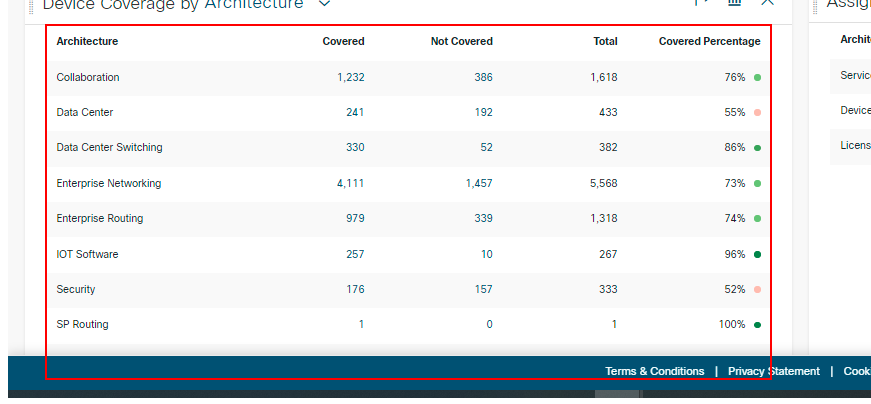 Device Coverage by Architecture
Architecture Covered Not Covered Total Covered Percentage
Collaboration 1,232 386 1,618 76%
Data Center 241 192 433 55%
Data Center Switching 330 52 382 86%
Enterprise Networking 4,111 1,457 5,568 73%
Enterprise Routing 979 339 1,318 74%
IOT Software 257 10 267 96%
Security 176 157 333 52%
SP Routing 1 0 1 100%
Assig
Archit
Servic
Device
Licens
Terms & Conditions | Privacy Statement | Cook